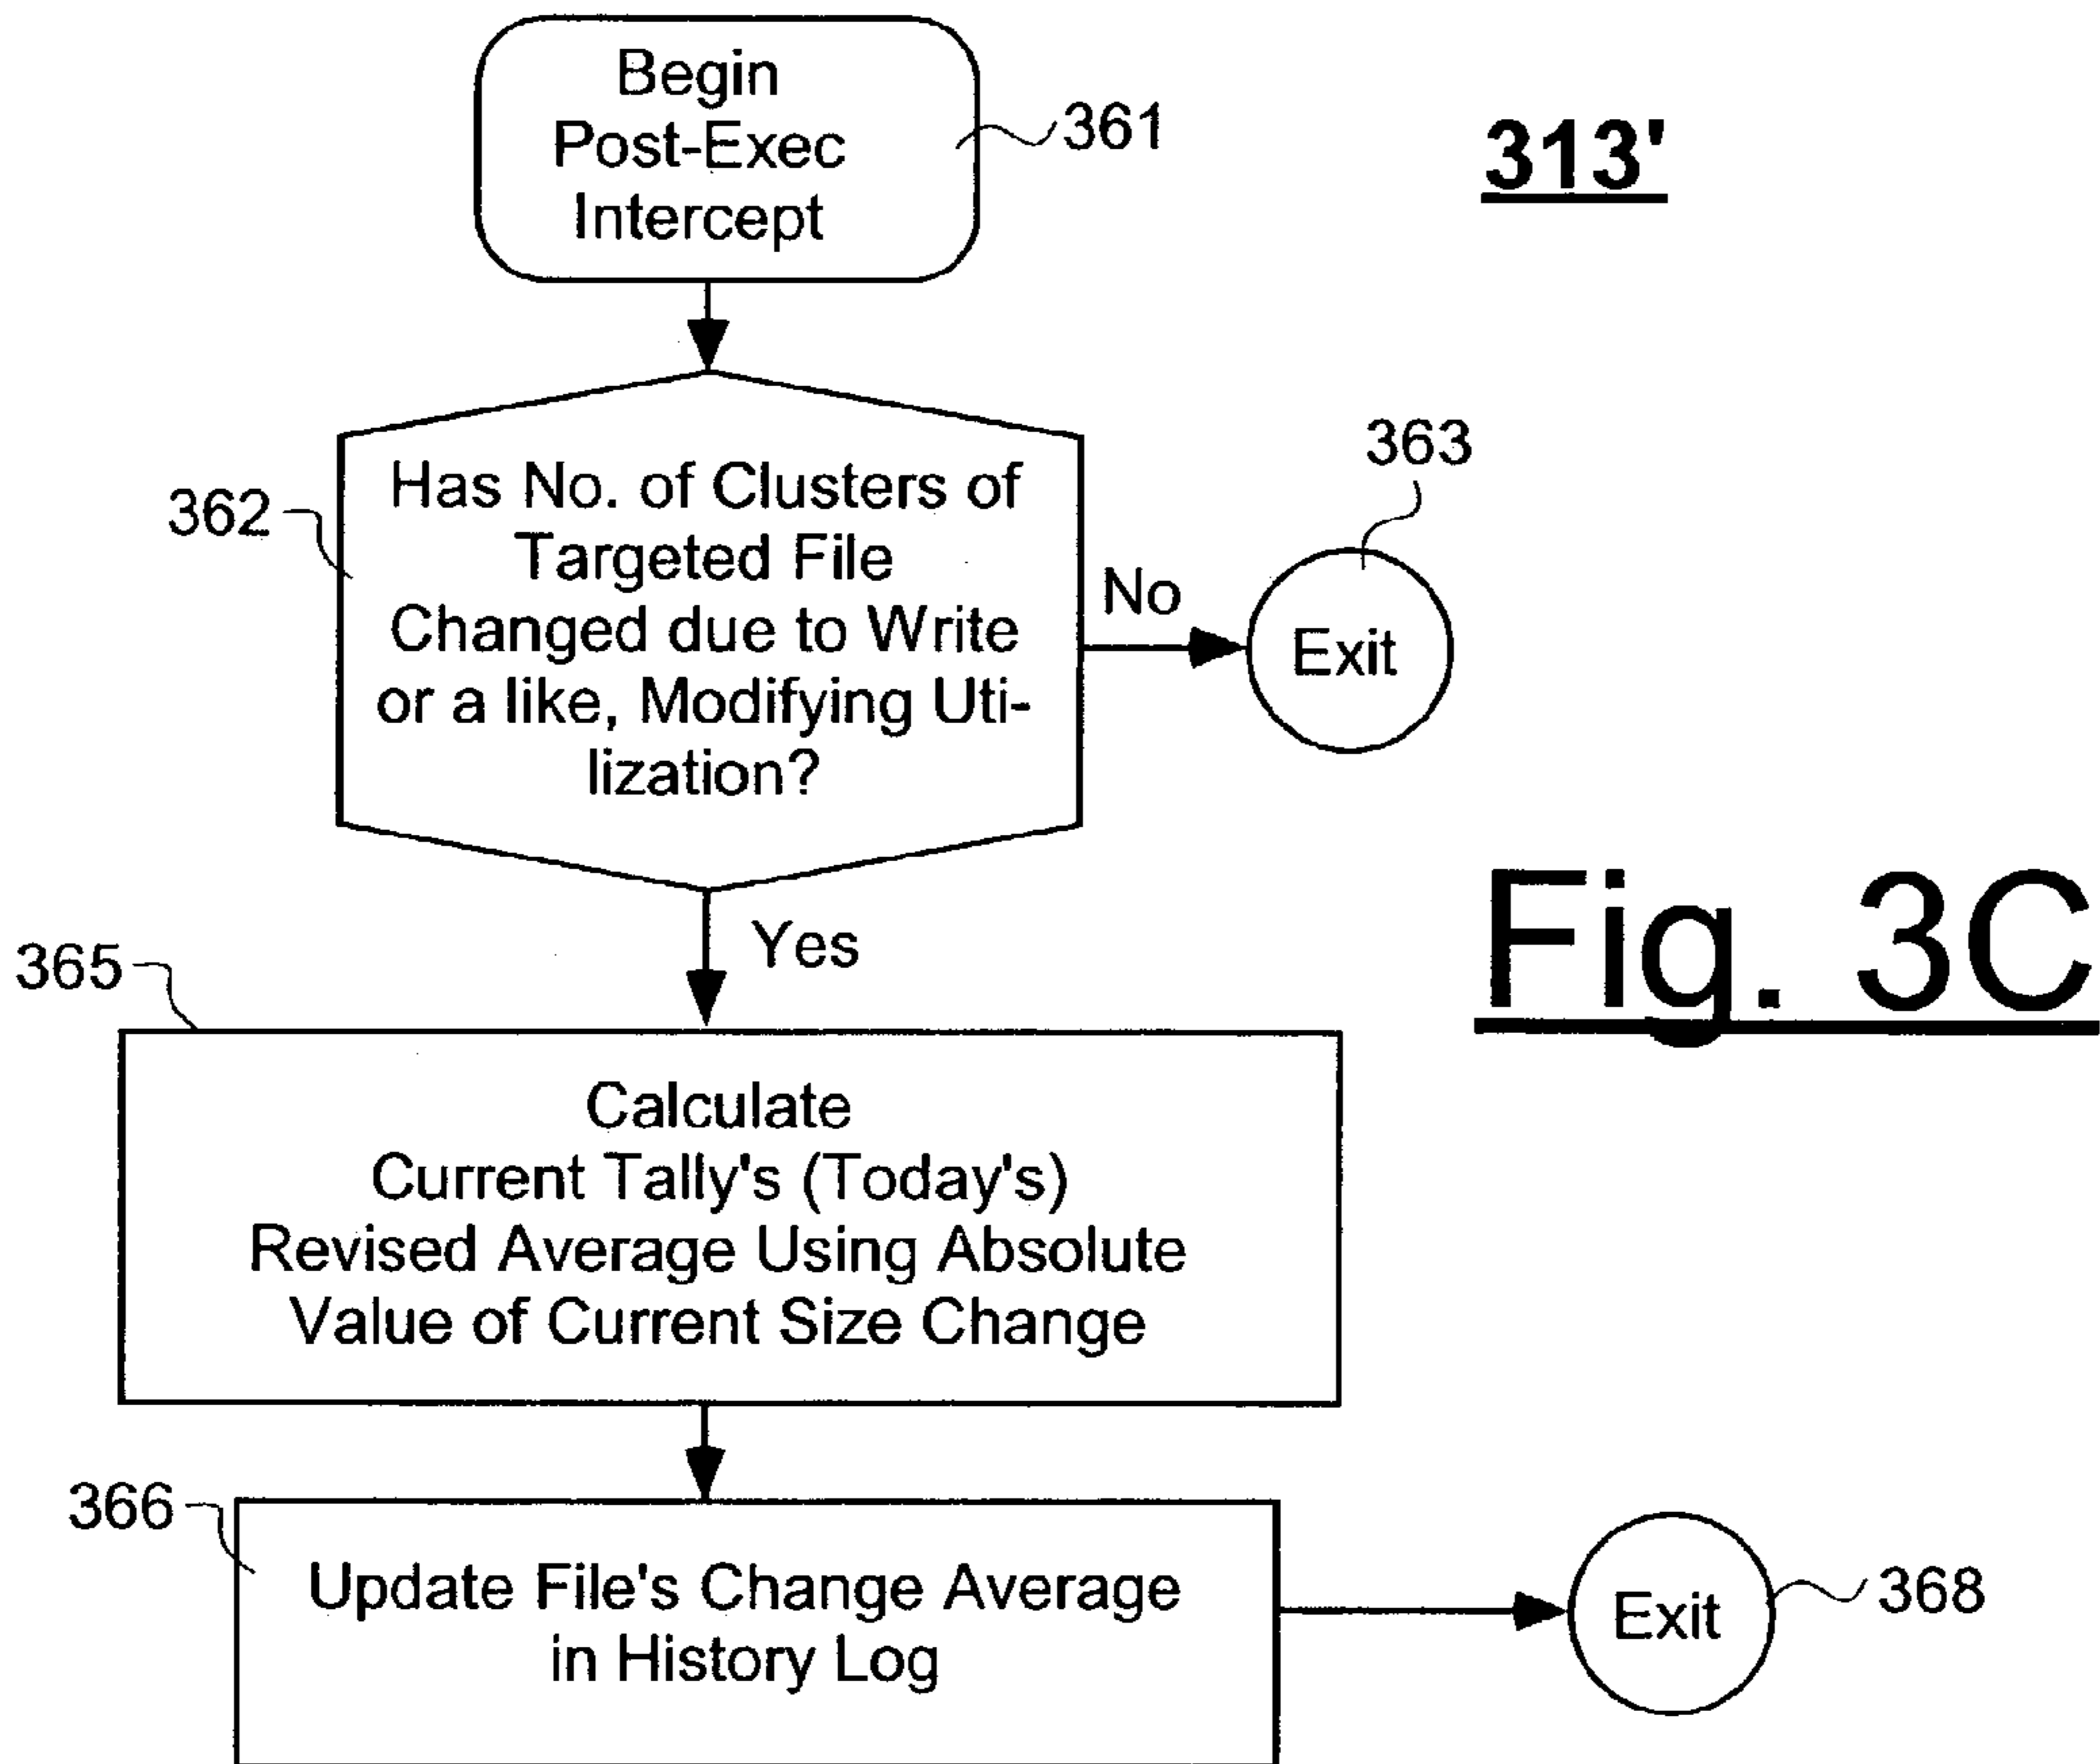 Begin
Post-Exec
Intercept
361
313'
362
Has No. of Clusters of
Targeted File
Changed due to Write
or a like, Modifying Uti-
lization?
No
363
Exit
Yes
Fig. 3C
365
Calculate
Current Tally's (Today's)
Revised Average Using Absolute
Value of Current Size Change
366
Update File's Change Average
in History Log
Exit
368